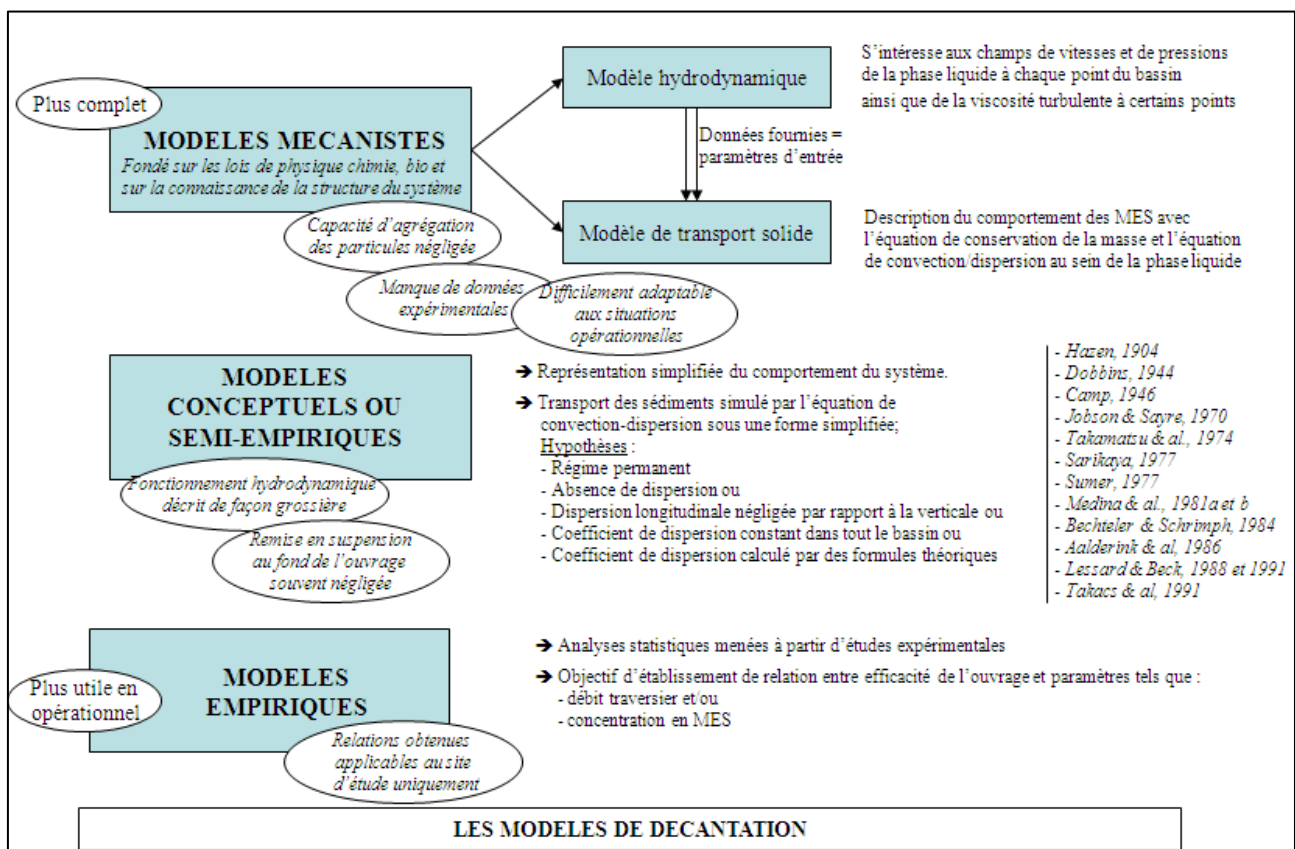 Plus complet
MODELES MECANISTES
Fondé sur les lois de physique chimie, bio et
sur la connaissance de la structure du système
Capacité d'agrégation
des particules négligée
Manque de données
expérimentales
Difficilement adaptable
aux situations
opérationnelles
Modèle hydrodynamique
S'intéresse aux champs de vitesses et de pressions
de la phase liquide à chaque point du bassin
ainsi que de la viscosité turbulente à certains points
Données fournies =
paramètres d'entrée
Modèle de transport solide
Description du comportement des MES avec
l'équation de conservation de la masse et l'équation
de convection/dispersion au sein de la phase liquide
MODELES
CONCEPTUELS OU
SEMI-EMPIRIQUES
Fonctionnement hydrodynamique
décrit de façon grossière
Remise en suspension
au fond de l'ouvrage
souvent négligée
➔ Représentation simplifiée du comportement du système.
➔ Transport des sédiments simulé par l'équation de
convection-dispersion sous une forme simplifiée;
Hypothèses :
- Régime permanent
- Absence de dispersion ou
- Dispersion longitudinale négligée par rapport à la verticale ou
- Coefficient de dispersion constant dans tout le bassin ou
- Coefficient de dispersion calculé par des formules théoriques
- Hazen, 1904
- Dobbins, 1944
- Camp, 1946
- Jobson & Sayre, 1970
- Takamatsu & al., 1974
- Sarikaya, 1977
- Sumer, 1977
- Medina & al., 1981a et b
- Bechteler & Schrimph, 1984
- Aalderink & al, 1986
- Lessard & Beck, 1988 et 1991
- Takacs & al, 1991
Plus utile en
opérationnel
MODELES
EMPIRIQUES
Relations obtenues
applicables au site
d'étude uniquement
➔ Analyses statistiques menées à partir d'études expérimentales
➔ Objectif d'établissement de relation entre efficacité de l'ouvrage et paramètres tels que :
- débit traversier et/ou
- concentration en MES
LES MODELES DE DECANTATION